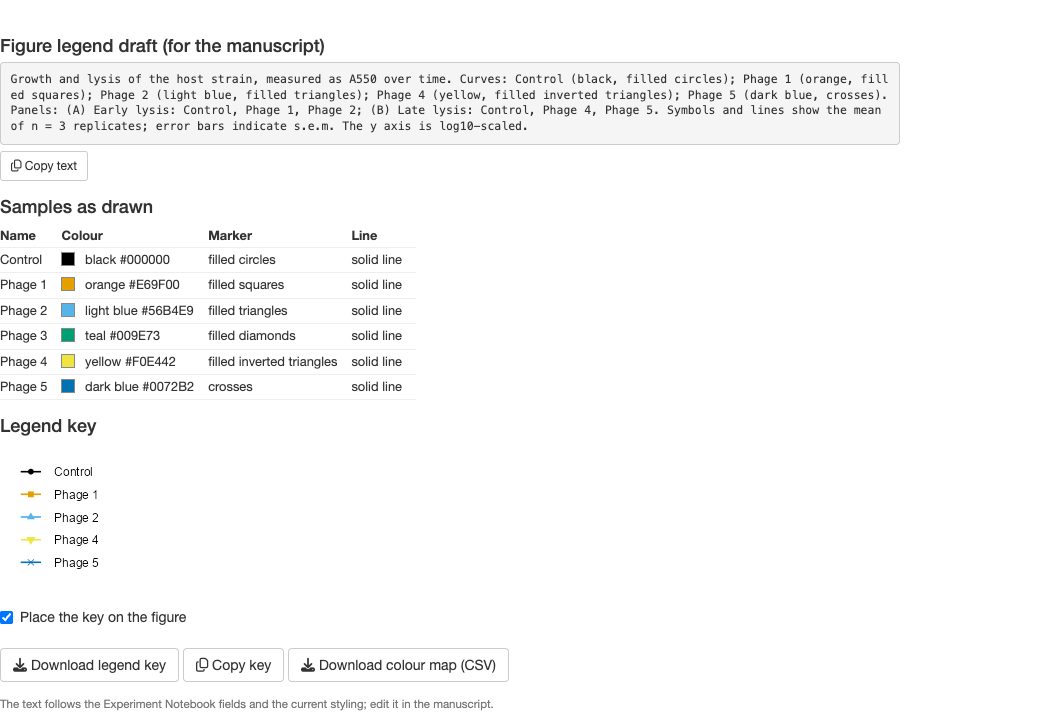 Figure legend draft (for the manuscript)
Growth and lysis of the host strain, measured as A550 over time. Curves: Control (black, filled circles); Phage 1 (orange, fill
ed squares); Phage 2 (light blue, filled triangles); Phage 4 (yellow, filled inverted triangles); Phage 5 (dark blue, crosses).
Panels: (A) Early lysis: Control, Phage 1, Phage 2; (B) Late lysis: Control, Phage 4, Phage 5. Symbols and lines show the mean
of n = 3 replicates; error bars indicate s.e.m. The y axis is log10-scaled.
Copy text
Samples as drawn
Name Colour Marker Line
Control black #000000 filled circles solid line
Phage 1 orange #E69F00 filled squares solid line
Phage 2 light blue #56B4E9 filled triangles solid line
Phage 3 teal #009E73 filled diamonds solid line
Phage 4 yellow #F0E442 filled inverted triangles solid line
Phage 5 dark blue #0072B2 crosses solid line
Legend key
Control
Phage 1
Phage 2
Phage 4
Phage 5
Place the key on the figure
Download legend key Copy key Download colour map (CSV)
The text follows the Experiment Notebook fields and the current styling; edit it in the manuscript.